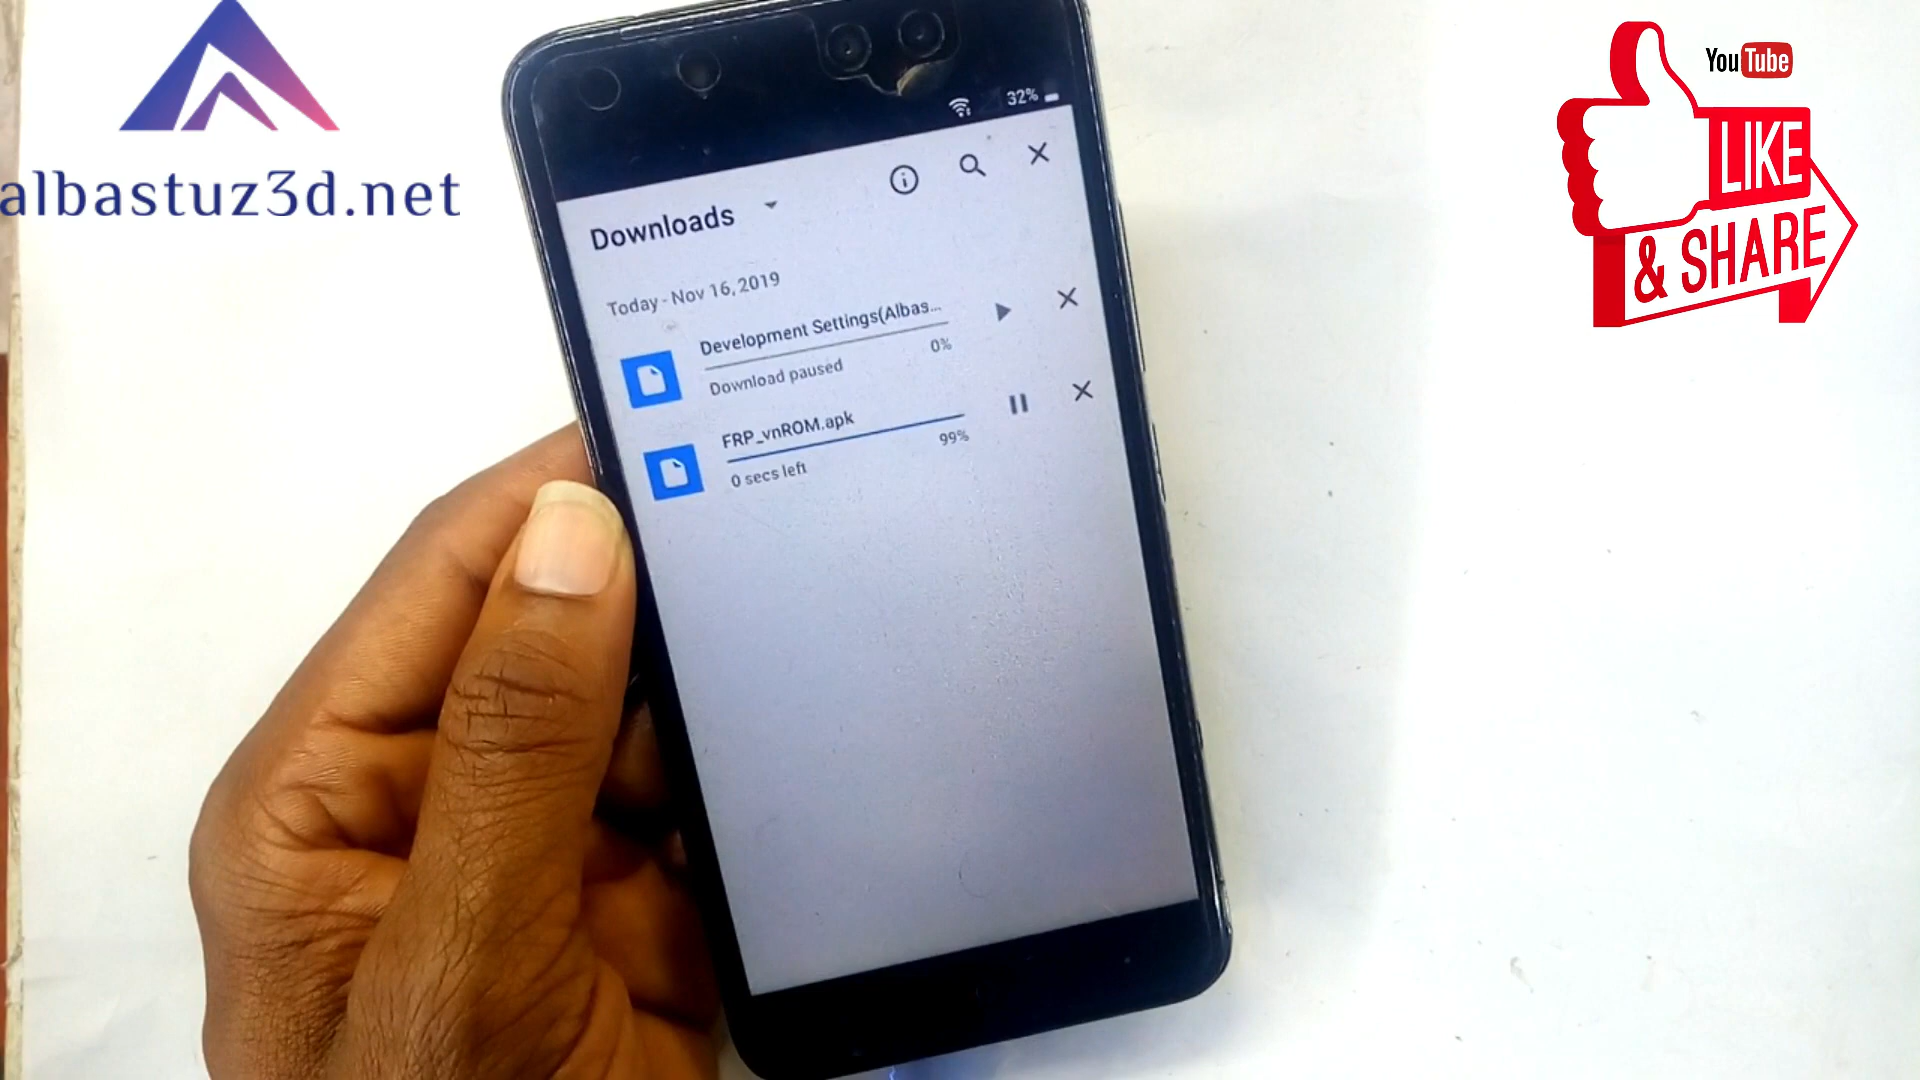 albastuz3d.net
YouTube
LIKE
& SHARE
32%
Downloads
Today - Nov 16, 2019
Development Settings(Albas...
0%
Download paused
FRP_vnROM.apk
99%
0 secs left